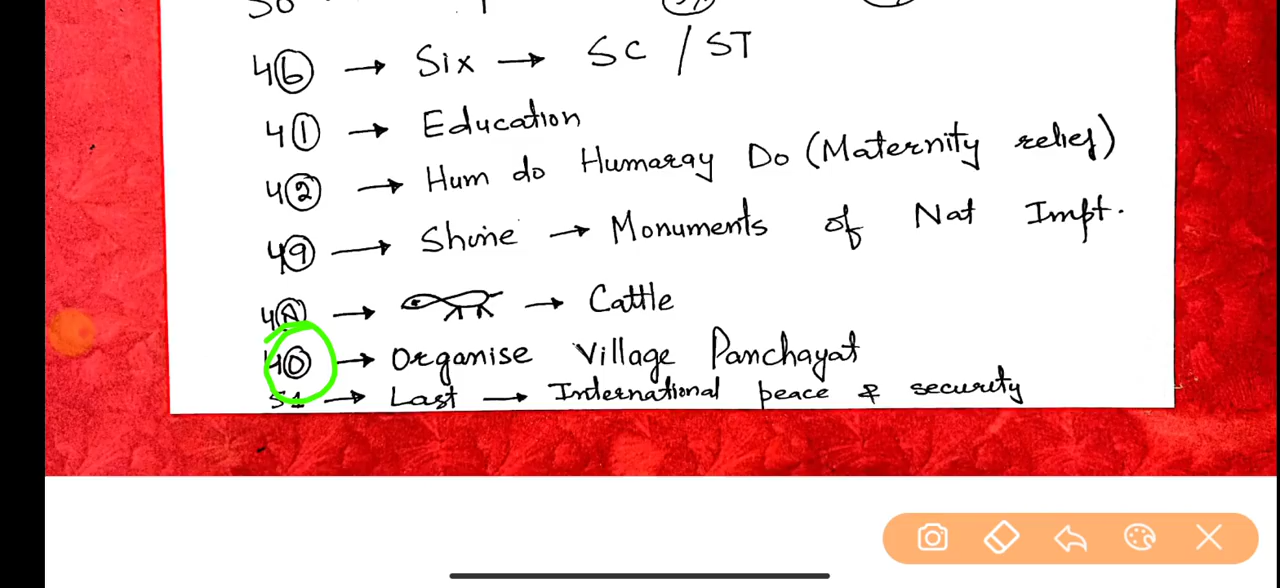 46 → Six → SC / ST
41 → Education
42 → Hum do Humaray Do (Maternity relief)
49 → Shrine → Monuments of Nat Impt.
→ Cattle
40 → Organise Village Panchayat
51 → Last → International peace & security